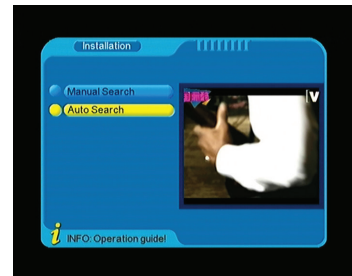 Installation
Manual Search
Auto Search
V
i INFO: Operation guide!